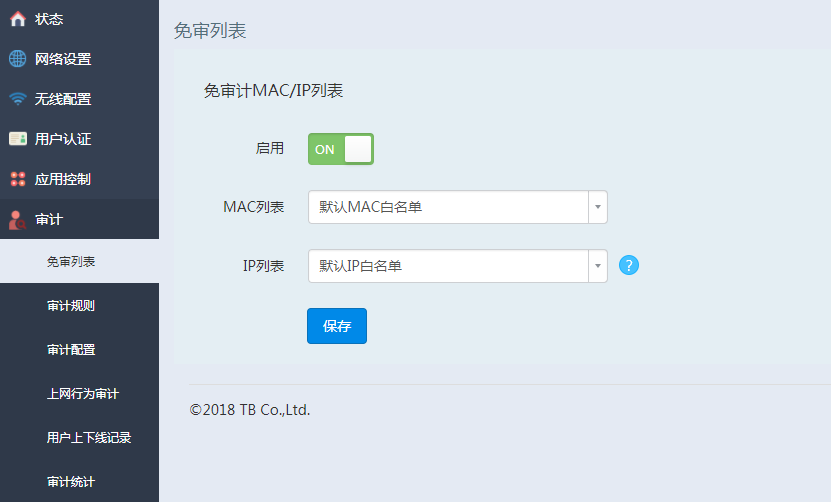 状态
网络设置
无线配置
用户认证
应用控制
审计
免审列表
审计规则
审计配置
上网行为审计
用户上下线记录
审计统计
免审列表
免审计MAC/IP列表
启用 ON
MAC列表 默认MAC白名单
IP列表 默认IP白名单 ?
保存
©2018 TB Co.,Ltd.